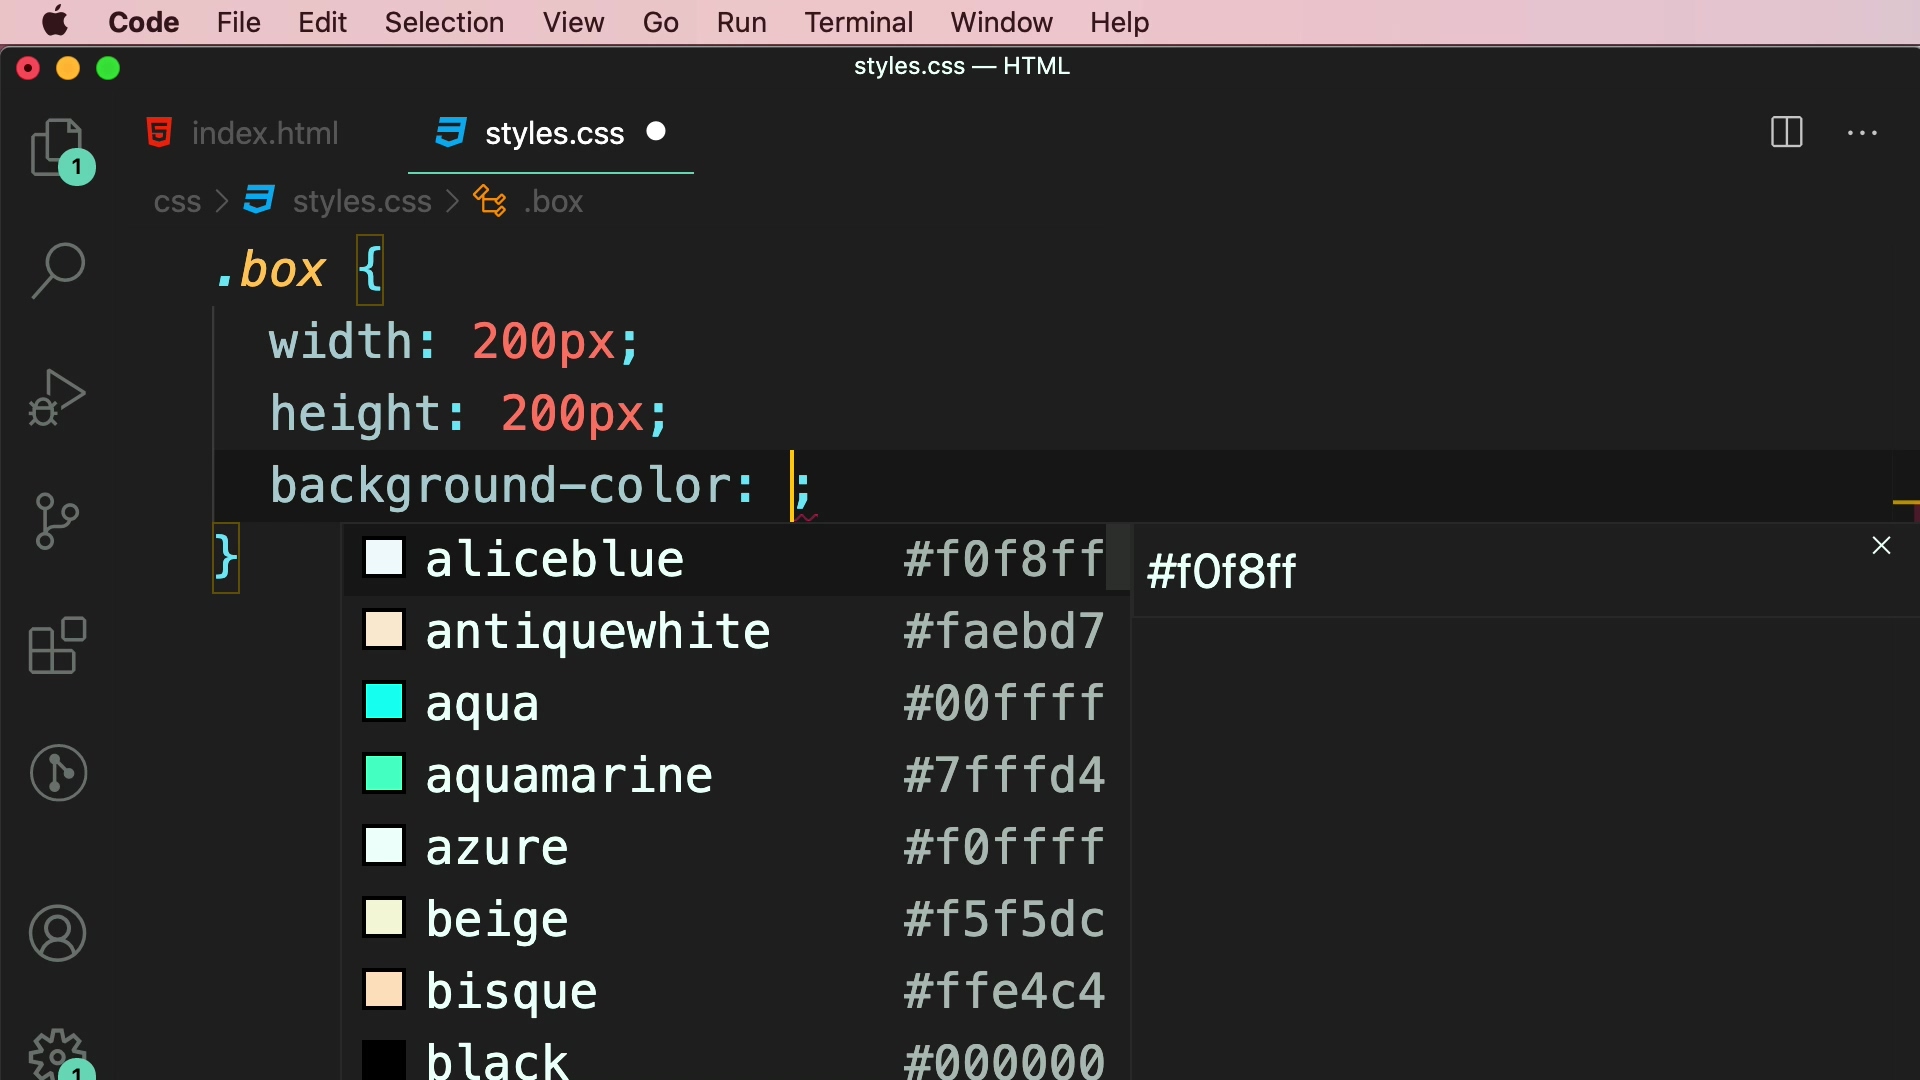 Code File Edit Selection View Go Run Terminal Window Help
styles.css — HTML
index.html styles.css
css > styles.css > .box
1
.box {
width: 200px;
height: 200px;
background-color: ;
}
aliceblue #f0f8ff
#f0f8ff
antiquewhite #faebd7
aqua #00ffff
aquamarine #7fffd4
azure #f0ffff
beige #f5f5dc
bisque #ffe4c4
black #000000
1